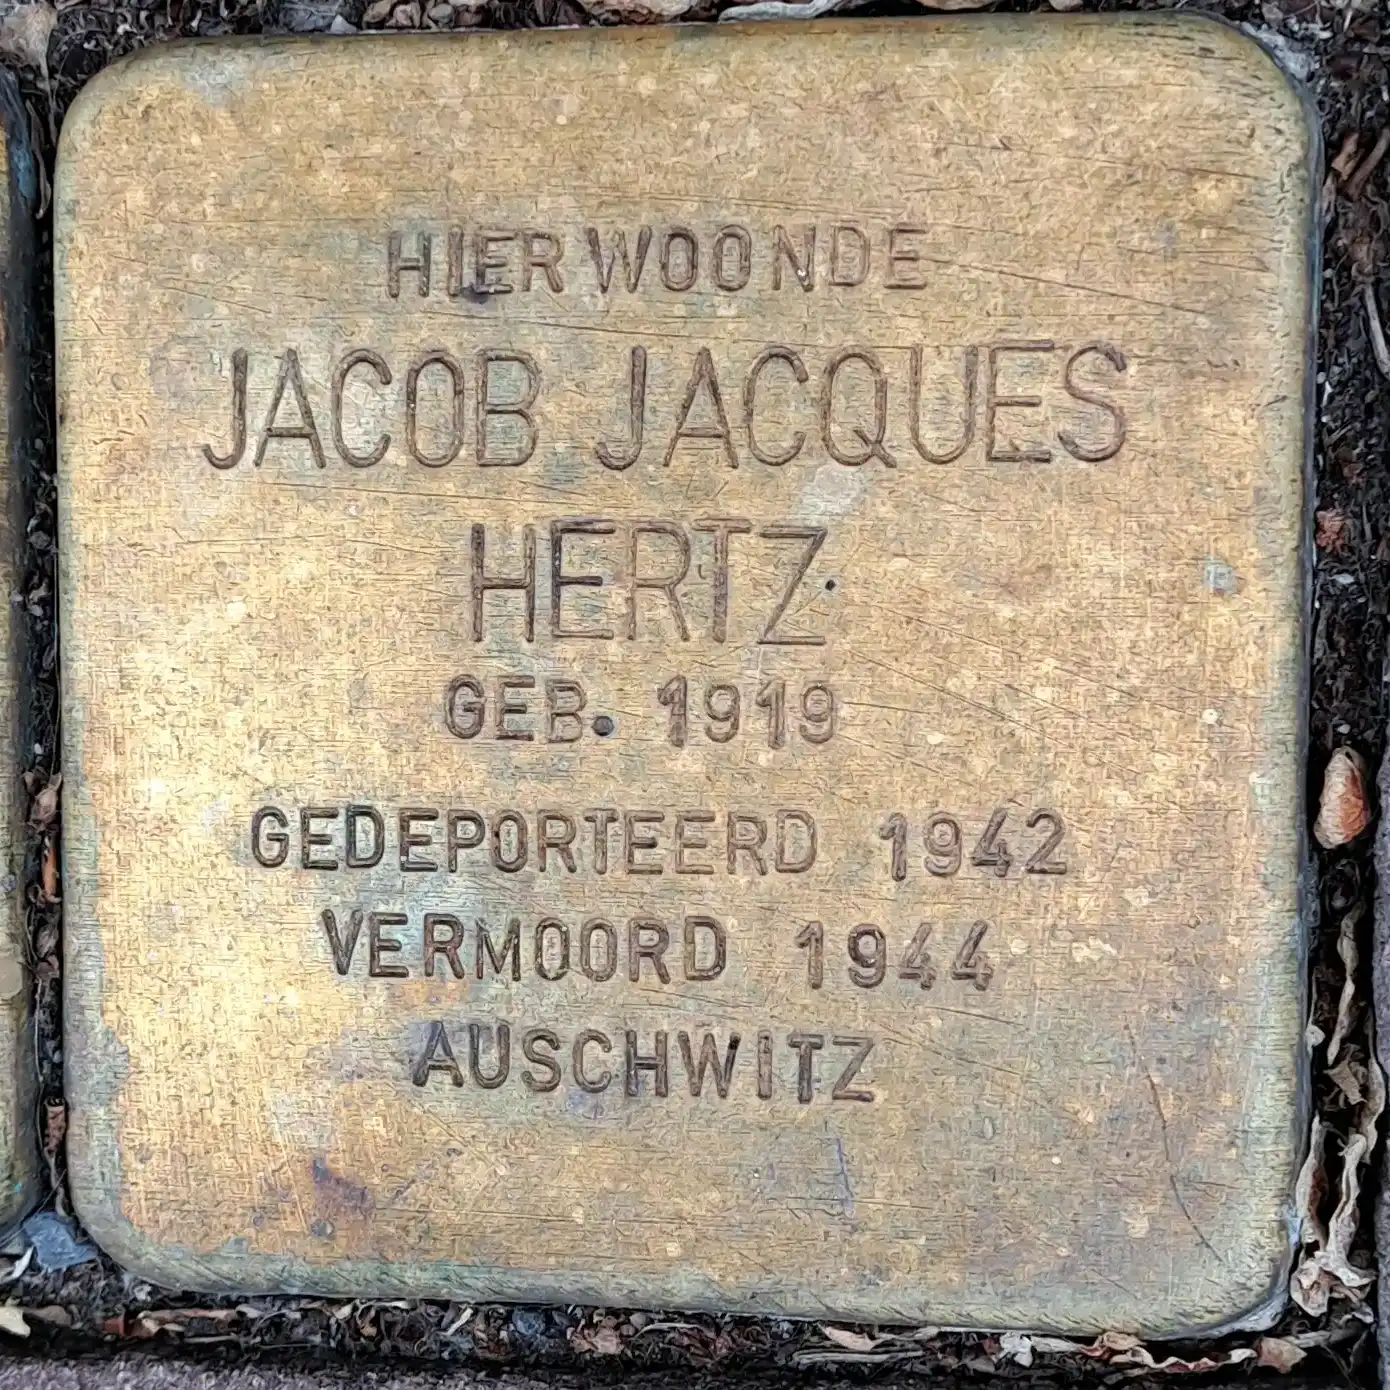 HIER WOONDE
JACOB JACQUES
HERTZ
GEB. 1919
GEDEPORTEERD 1942
VERMOORD 1944
AUSCHWITZ